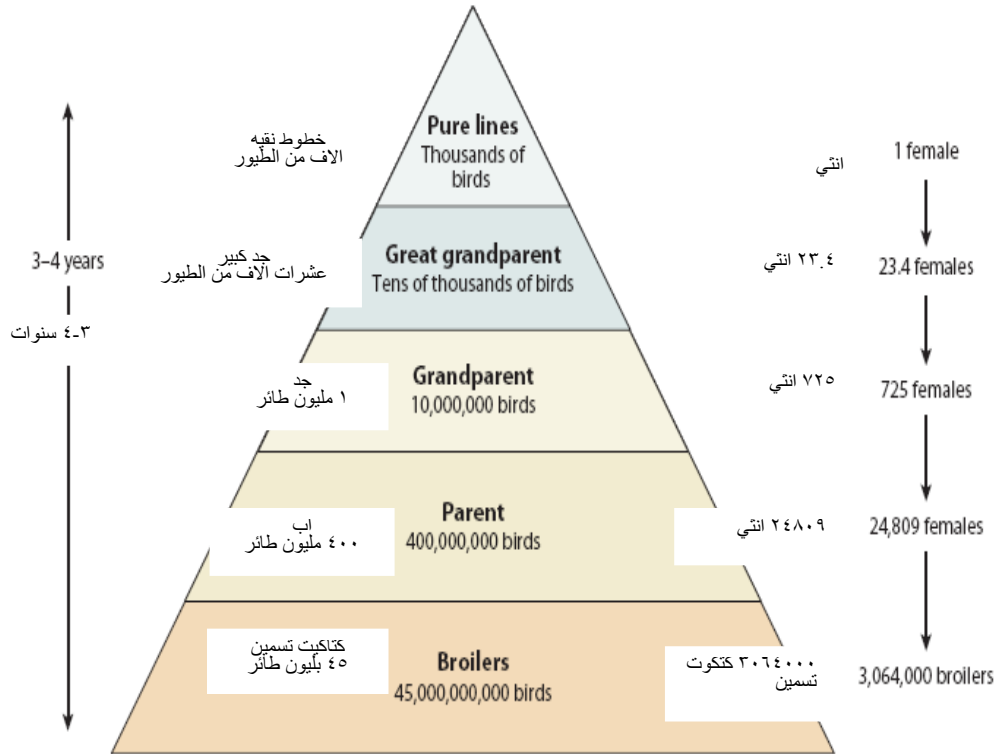 Pure lines
Thousands of
birds
خطوط نقيه
الاف من الطيور
انثي
1 female
3–4 years
٣-٤ سنوات
Great grandparent
Tens of thousands of birds
جد كبير
عشرات الاف من الطيور
٢٣.٤ انثي
23.4 females
Grandparent
10,000,000 birds
جد
١ مليون طائر
٧٢٥ انثي
725 females
Parent
400,000,000 birds
اب
٤٠٠ مليون طائر
٢٤٨٠٩ انثي
24,809 females
Broilers
45,000,000,000 birds
كتاكيت تسمين
٤٥ بليون طائر
٣٠٦٤٠٠٠ كتكوت
تسمين
3,064,000 broilers